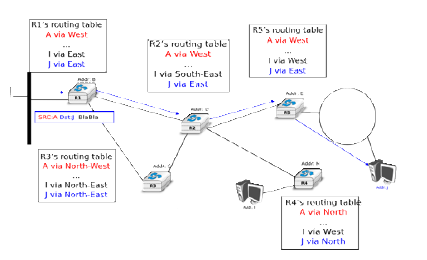 R1's routing table
A via West
...
I via East
J via East
R2's routing table
A via West
...
I via South-East
J via East
R5's routing table
A via West
...
I via West
J via East
R1
SRC:A Dst:J BlaBla
R2
R3's routing table
A via North-West
...
I via North-East
J via North-East
R3
R4
R4's routing table
A via North
...
I via West
J via North